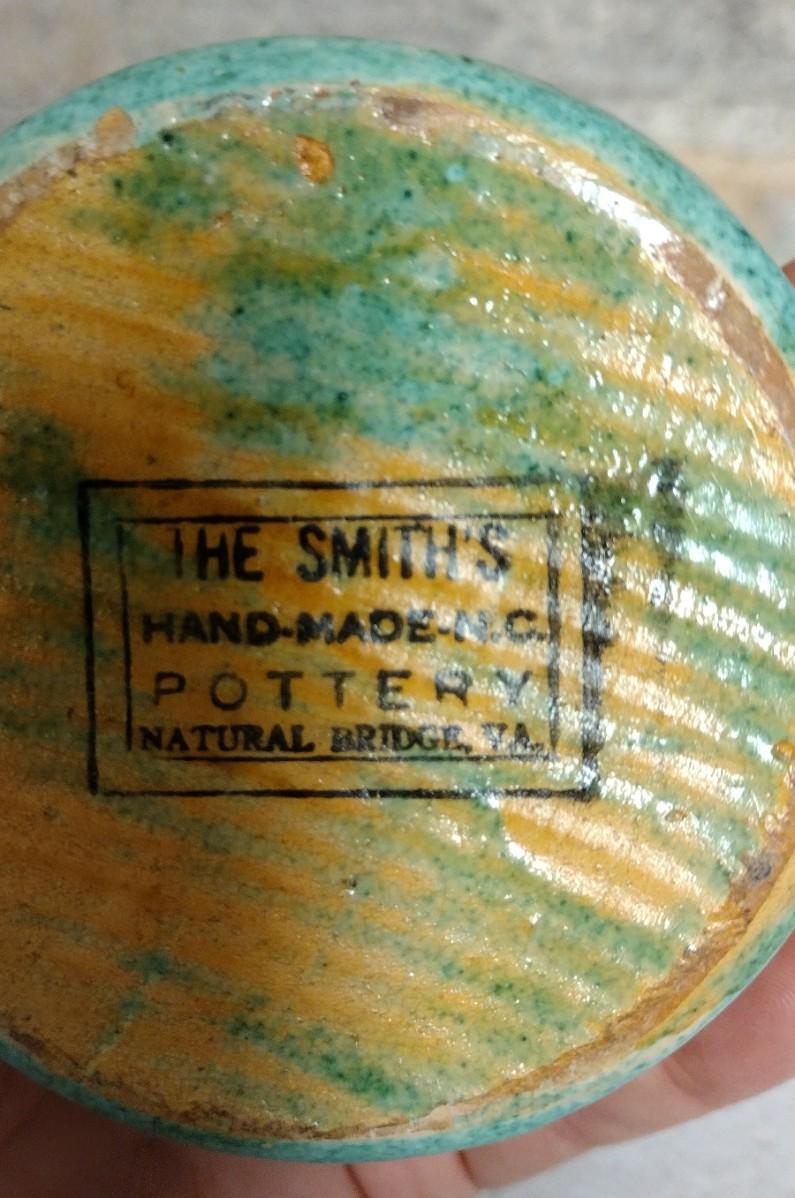 THE SMITH'S
HAND-MADE-N.C.
POTTERY
NATURAL BRIDGE, VA.